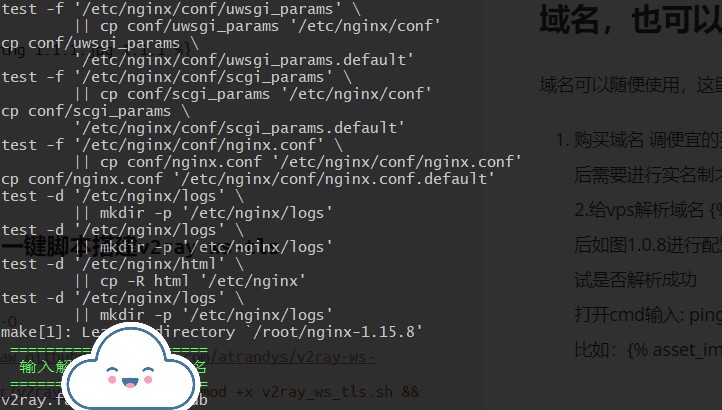 test -f '/etc/nginx/conf/uwsgi_params' \
|| cp conf/uwsgi_params '/etc/nginx/conf'
cp conf/uwsgi_params \
'/etc/nginx/conf/uwsgi_params.default'
test -f '/etc/nginx/conf/scgi_params' \
|| cp conf/scgi_params '/etc/nginx/conf'
cp conf/scgi_params \
'/etc/nginx/conf/scgi_params.default'
test -f '/etc/nginx/conf/nginx.conf' \
|| cp conf/nginx.conf '/etc/nginx/conf/nginx.conf'
cp conf/nginx.conf '/etc/nginx/conf/nginx.conf.default'
test -d '/etc/nginx/logs' \
|| mkdir -p '/etc/nginx/logs'
test -d '/etc/nginx/logs' \
|| mkdir -p '/etc/nginx/logs'
test -d '/etc/nginx/html' \
|| cp -R html '/etc/nginx'
test -d '/etc/nginx/logs' \
|| mkdir -p '/etc/nginx/logs'
make[1]: directory `/root/nginx-1.15.8'
输入 名
一键脚本搭建v2ray
atrandys/v2ray-ws-
+x v2ray_ws_tls.sh &&
域名，也可以
域名可以随便使用，这
1. 购买域名 调便宜的
后需要进行实名制
2.给vps解析域名 {%
后如图1.0.8进行配
试是否解析成功
打开cmd输入: ping
比如：{% asset_im